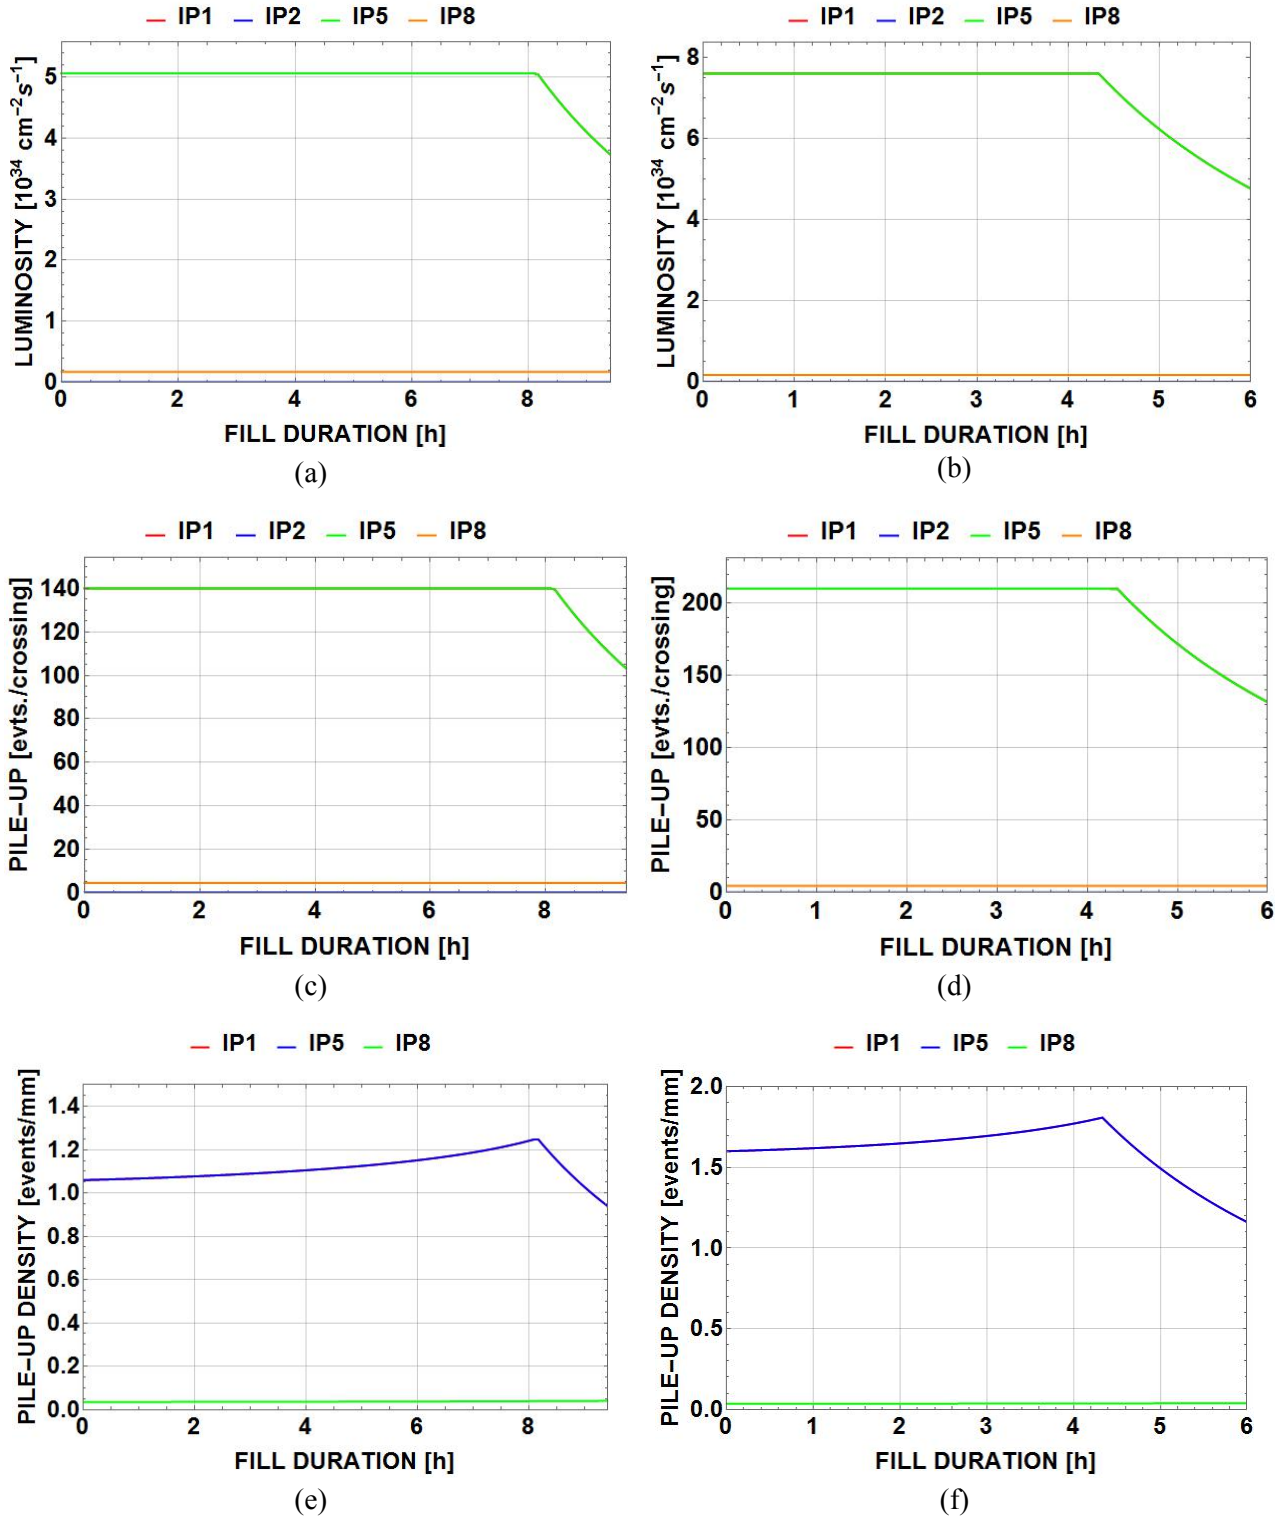 IP1 IP2 IP5 IP8
LUMINOSITY [10^34 cm^−2 s^−1]
5
4
3
2
1
0
0 2 4 6 8
FILL DURATION [h]
(a)
IP1 IP2 IP5 IP8
LUMINOSITY [10^34 cm^−2 s^−1]
8
6
4
2
0
0 1 2 3 4 5 6
FILL DURATION [h]
(b)
IP1 IP2 IP5 IP8
PILE−UP [evts./crossing]
140
120
100
80
60
40
20
0
0 2 4 6 8
FILL DURATION [h]
(c)
IP1 IP2 IP5 IP8
PILE−UP [evts./crossing]
200
150
100
50
0
0 1 2 3 4 5 6
FILL DURATION [h]
(d)
IP1 IP5 IP8
PILE−UP DENSITY [events/mm]
1.4
1.2
1.0
0.8
0.6
0.4
0.2
0.0
0 2 4 6 8
FILL DURATION [h]
(e)
IP1 IP5 IP8
PILE−UP DENSITY [events/mm]
2.0
1.5
1.0
0.5
0.0
0 1 2 3 4 5 6
FILL DURATION [h]
(f)